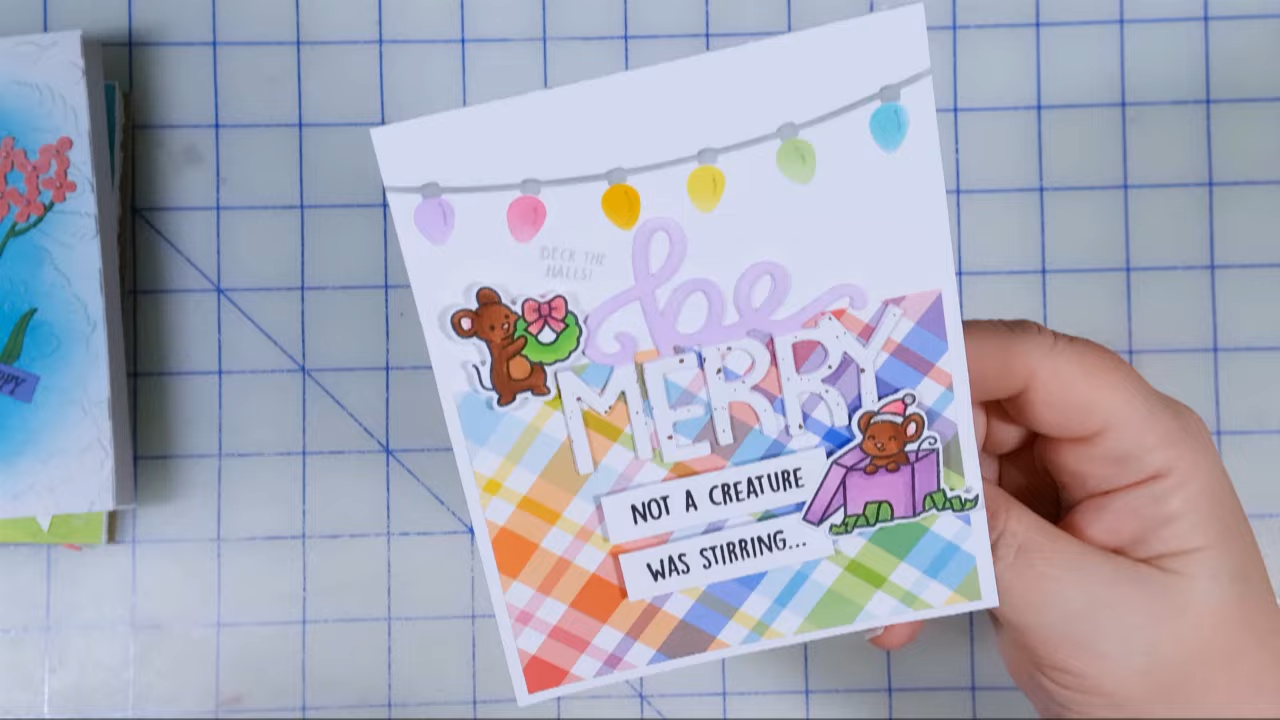 DECK THE
HALLS!
be
MERRY
NOT A CREATURE
WAS STIRRING...